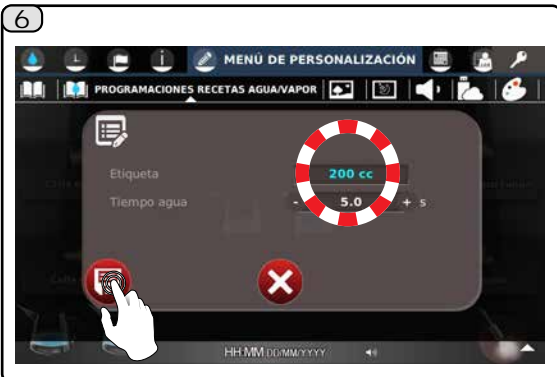 6
MENÚ DE PERSONALIZACIÓN
PROGRAMACIONES RECETAS AGUA/VAPOR
Etiqueta 200 cc
Tiempo agua - 5.0 + s
HH:MM DD/MM/YYYY